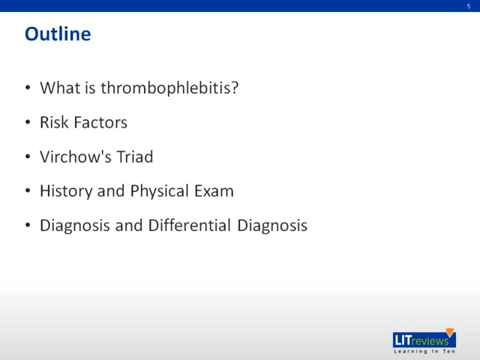 5
Outline
• What is thrombophlebitis?
• Risk Factors
• Virchow's Triad
• History and Physical Exam
• Diagnosis and Differential Diagnosis
LITreviews
Learning in Ten